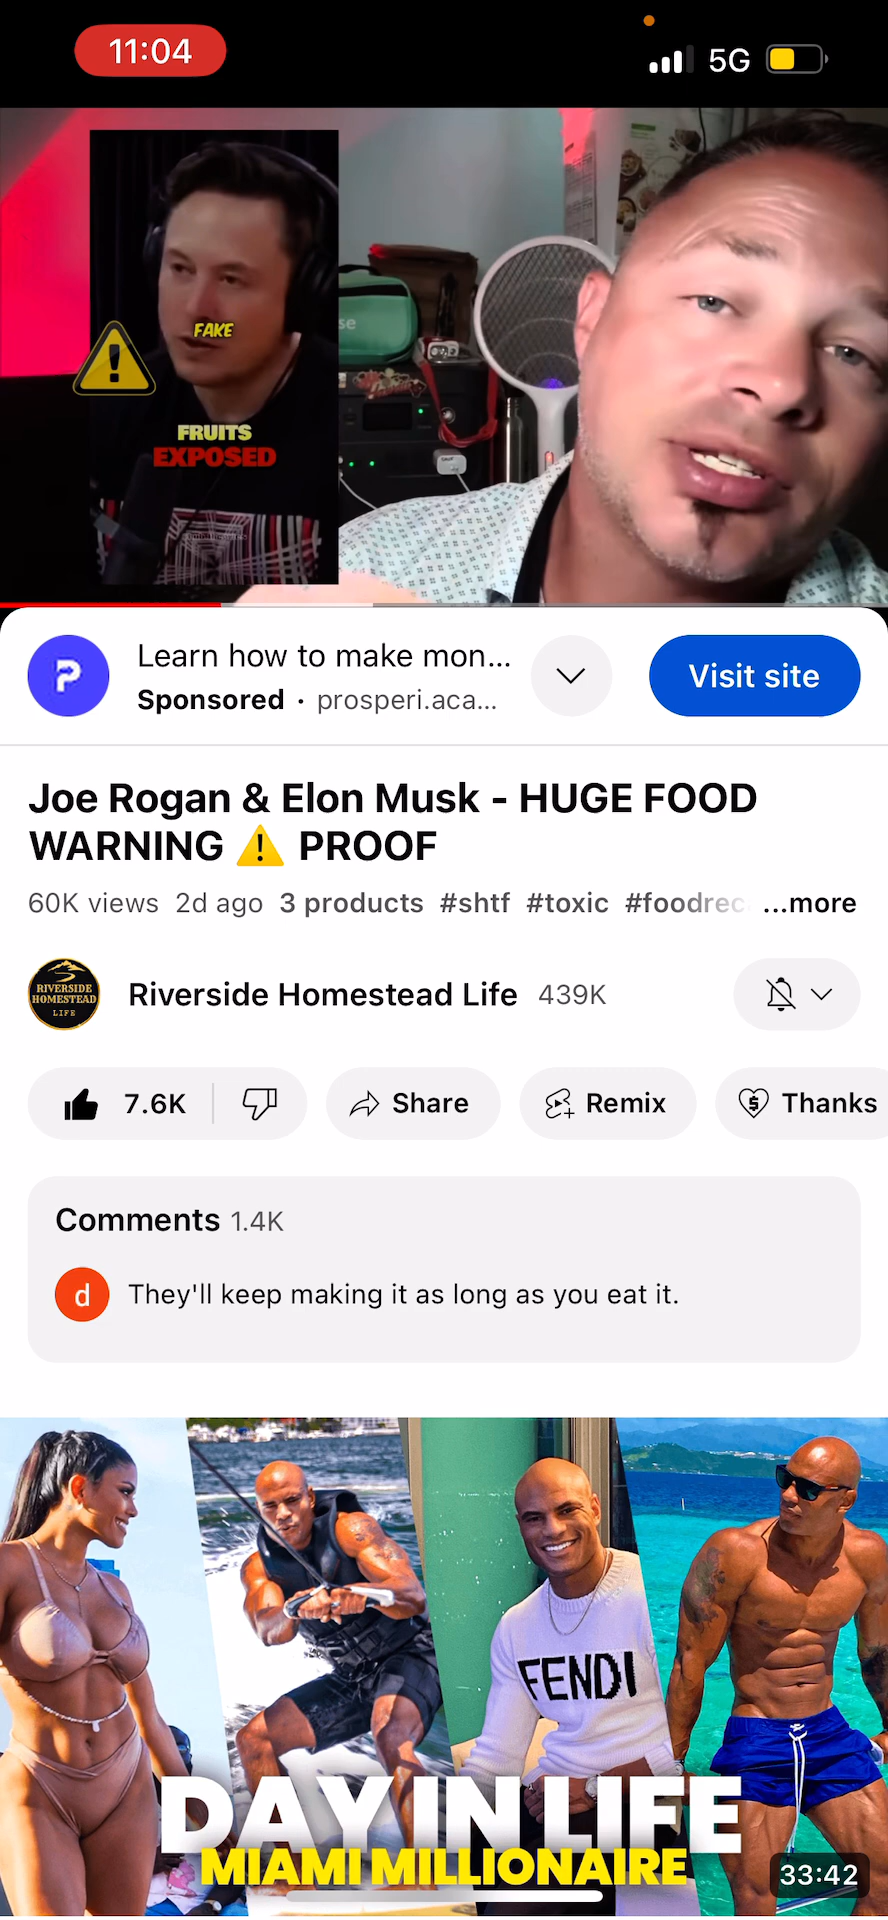 11:04
5G
FAKE
FRUITS
EXPOSED
se
Learn how to make mon...
Sponsored · prosperi.aca...
Visit site
Joe Rogan & Elon Musk - HUGE FOOD
WARNING ⚠️ PROOF
60K views 2d ago 3 products #shtf #toxic #foodrec ...more
RIVERSIDE
HOMESTEAD
LIFE
Riverside Homestead Life 439K
7.6K
Share
Remix
Thanks
Comments 1.4K
d
They'll keep making it as long as you eat it.
FENDI
DAY IN LIFE
MIAMI MILLIONAIRE
33:42